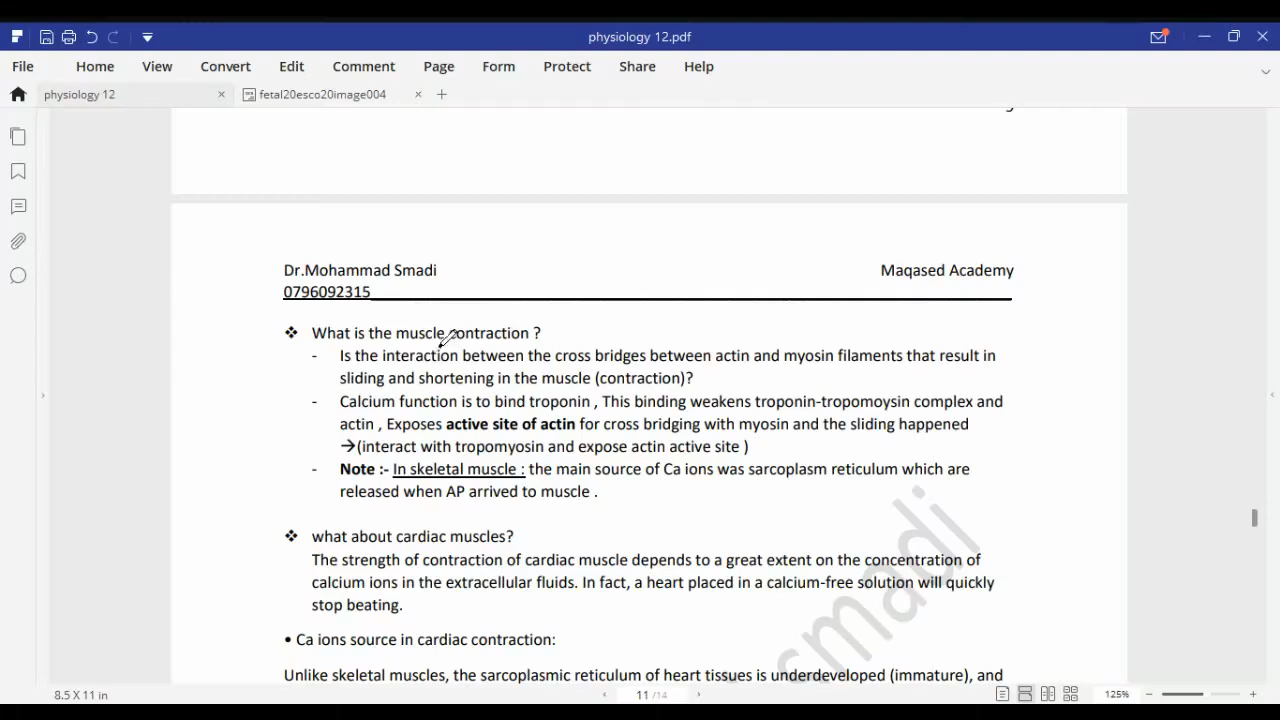 physiology 12.pdf
File Home View Convert Edit Comment Page Form Protect Share Help
physiology 12
fetal20esco20image004
Dr.Mohammad Smadi Maqased Academy
0796092315
❖ What is the muscle contraction ?
- Is the interaction between the cross bridges between actin and myosin filaments that result in
sliding and shortening in the muscle (contraction)?
- Calcium function is to bind troponin , This binding weakens troponin-tropomoysin complex and
actin , Exposes active site of actin for cross bridging with myosin and the sliding happened
→(interact with tropomyosin and expose actin active site )
- Note :- In skeletal muscle : the main source of Ca ions was sarcoplasm reticulum which are
released when AP arrived to muscle .
❖ what about cardiac muscles?
The strength of contraction of cardiac muscle depends to a great extent on the concentration of
calcium ions in the extracellular fluids. In fact, a heart placed in a calcium-free solution will quickly
stop beating.
• Ca ions source in cardiac contraction:
Unlike skeletal muscles, the sarcoplasmic reticulum of heart tissues is underdeveloped (immature), and
smadi
8.5 X 11 in
11 /14
125%